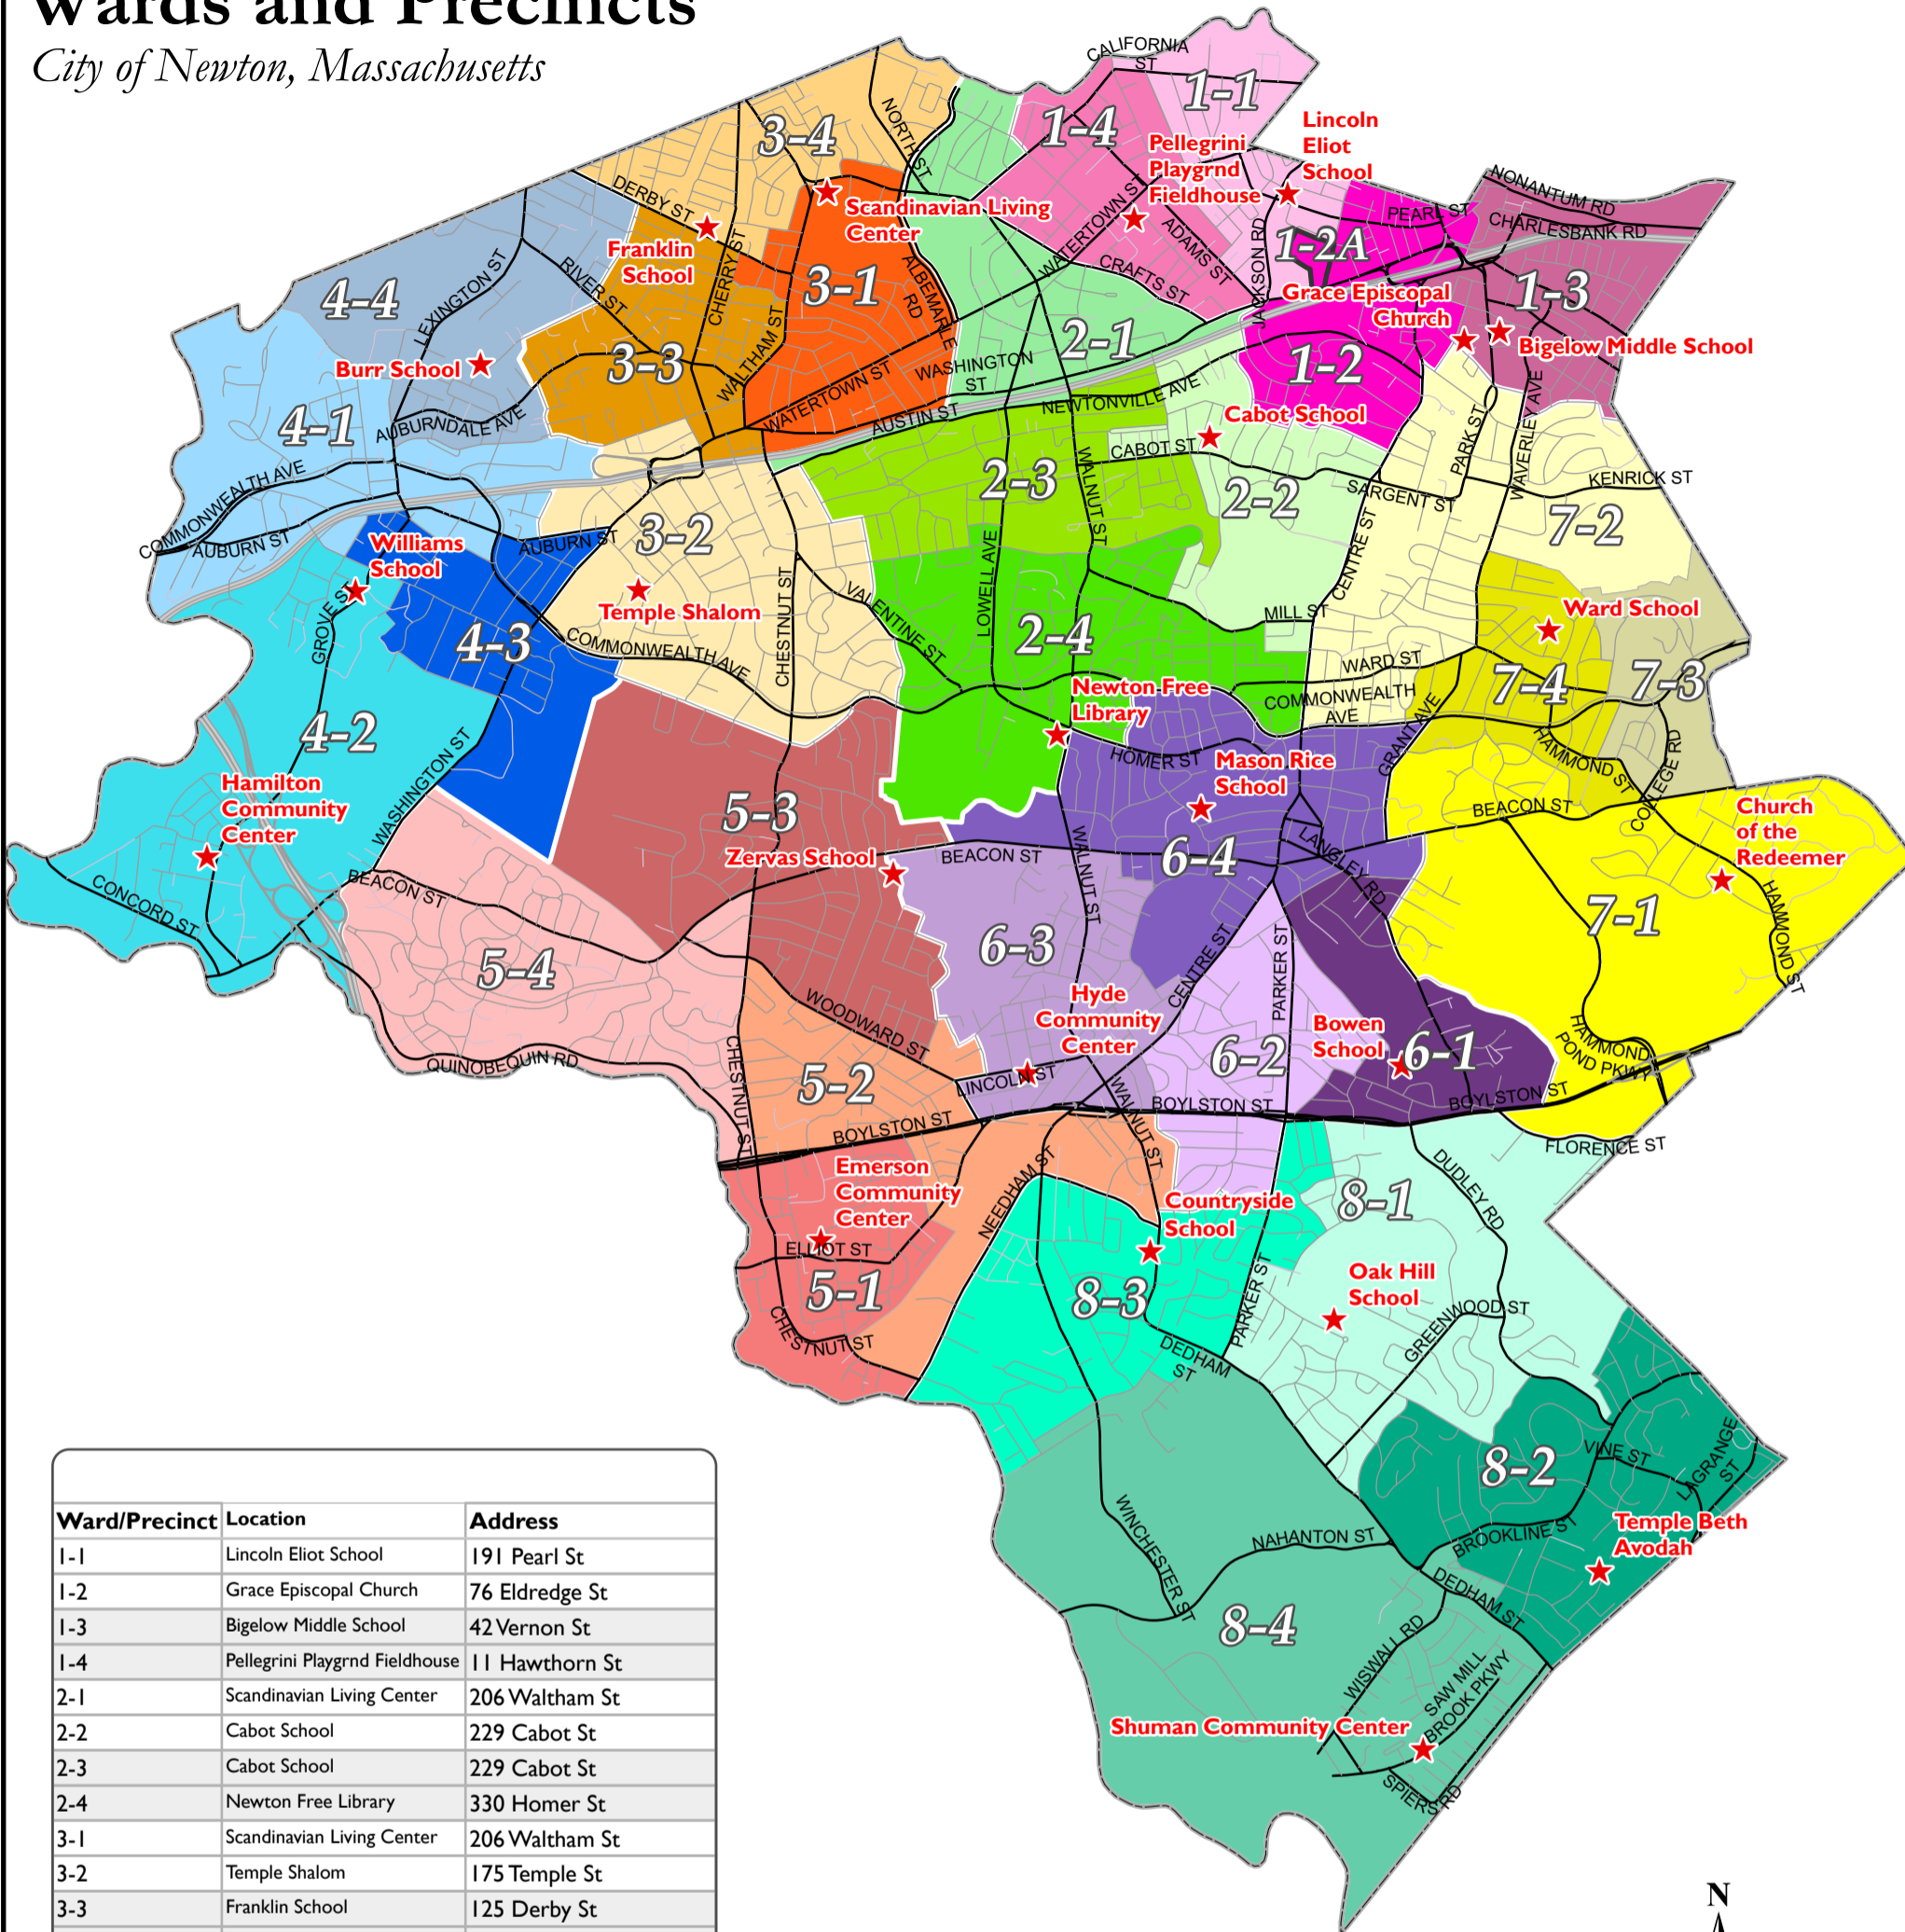 Wards and Precincts
City of Newton, Massachusetts
CALIFORNIA
ST
1-1
3-4
1-4
NORTH ST
Lincoln
Eliot
School
Pellegrini
Playgrnd
Fieldhouse
NONANTUM RD
DERBY ST
PEARL ST
CHARLESBANK RD
Scandinavian Living
Center
WATERTOWN ST
ADAMS ST
JACKSON RD
1-2A
Franklin
School
CHERRY ST
ALBEMARLE
RD
CRAFTS ST
4-4
LEXINGTON ST
RIVER ST
3-1
Grace Episcopal
Church
1-3
2-1
Bigelow Middle School
Burr School
3-3
WALTHAM ST
WATERTOWN ST
WASHINGTON
ST
1-2
NEWTONVILLE AVE
AUSTIN ST
Cabot School
4-1
AUBURNDALE AVE
CABOT ST
PARK ST
WAVERLEY AVE
KENRICK ST
COMMONWEALTH AVE
2-3
WALNUT ST
2-2
SARGENT ST
7-2
AUBURN ST
Williams
School
AUBURN ST
3-2
CENTRE ST
GROVE ST
Temple Shalom
CHESTNUT ST
VALENTINE ST
LOWELL AVE
MILL ST
Ward School
4-3
COMMONWEALTH AVE
2-4
WARD ST
7-4
7-3
Newton Free
Library
COMMONWEALTH
AVE
4-2
WASHINGTON ST
HOMER ST
GRANT AVE
HAMMOND ST
COLLEGE RD
Mason Rice
School
Hamilton
Community
Center
5-3
BEACON ST
Church
of the
Redeemer
Zervas School
BEACON ST
WALNUT ST
6-4
LANGLEY RD
CONCORD ST
BEACON ST
7-1
HAMMOND ST
5-4
6-3
CENTRE ST
PARKER ST
WOODWARD ST
Hyde
Community
Center
Bowen
School
6-1
HAMMOND
POND PKWY
QUINOBEQUIN RD
CHESTNUT ST
5-2
LINCOLN ST
6-2
WALNUT ST
BOYLSTON ST
BOYLSTON ST
BOYLSTON ST
FLORENCE ST
Emerson
Community
Center
NEEDHAM ST
Countryside
School
8-1
DUDLEY RD
ELLIOT ST
5-1
8-3
PARKER ST
Oak Hill
School
CHESTNUT ST
DEDHAM
ST
GREENWOOD ST
8-2
VINE ST
LAGRANGE
ST
WINCHESTER ST
NAHANTON ST
BROOKLINE ST
Temple Beth
Avodah
DEDHAM ST
8-4
WISWALL RD
SAW MILL
BROOK PKWY
Shuman Community Center
SPIERS RD
N
Ward/Precinct Location Address
1-1 Lincoln Eliot School 191 Pearl St
1-2 Grace Episcopal Church 76 Eldredge St
1-3 Bigelow Middle School 42 Vernon St
1-4 Pellegrini Playgrnd Fieldhouse 11 Hawthorn St
2-1 Scandinavian Living Center 206 Waltham St
2-2 Cabot School 229 Cabot St
2-3 Cabot School 229 Cabot St
2-4 Newton Free Library 330 Homer St
3-1 Scandinavian Living Center 206 Waltham St
3-2 Temple Shalom 175 Temple St
3-3 Franklin School 125 Derby St